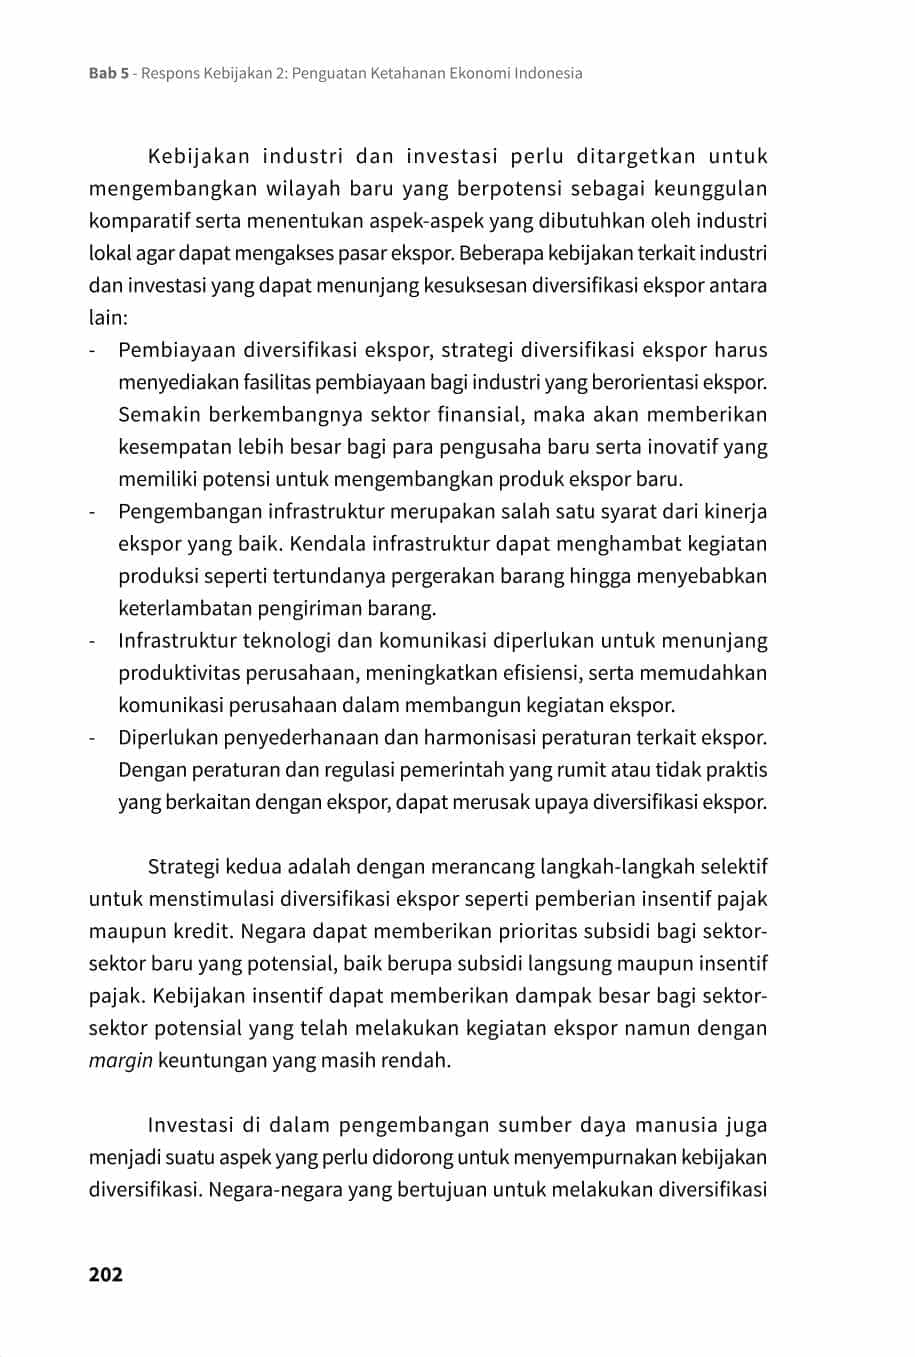 Bab 5 - Respons Kebijakan 2: Penguatan Ketahanan Ekonomi Indonesia
Kebijakan industri dan investasi perlu ditargetkan untuk
mengembangkan wilayah baru yang berpotensi sebagai keunggulan
komparatif serta menentukan aspek-aspek yang dibutuhkan oleh industri
lokal agar dapat mengakses pasar ekspor. Beberapa kebijakan terkait industri
dan investasi yang dapat menunjang kesuksesan diversifikasi ekspor antara
lain:
- Pembiayaan diversifikasi ekspor, strategi diversifikasi ekspor harus
menyediakan fasilitas pembiayaan bagi industri yang berorientasi ekspor.
Semakin berkembangnya sektor finansial, maka akan memberikan
kesempatan lebih besar bagi para pengusaha baru serta inovatif yang
memiliki potensi untuk mengembangkan produk ekspor baru.
- Pengembangan infrastruktur merupakan salah satu syarat dari kinerja
ekspor yang baik. Kendala infrastruktur dapat menghambat kegiatan
produksi seperti tertundanya pergerakan barang hingga menyebabkan
keterlambatan pengiriman barang.
- Infrastruktur teknologi dan komunikasi diperlukan untuk menunjang
produktivitas perusahaan, meningkatkan efisiensi, serta memudahkan
komunikasi perusahaan dalam membangun kegiatan ekspor.
- Diperlukan penyederhanaan dan harmonisasi peraturan terkait ekspor.
Dengan peraturan dan regulasi pemerintah yang rumit atau tidak praktis
yang berkaitan dengan ekspor, dapat merusak upaya diversifikasi ekspor.
Strategi kedua adalah dengan merancang langkah-langkah selektif
untuk menstimulasi diversifikasi ekspor seperti pemberian insentif pajak
maupun kredit. Negara dapat memberikan prioritas subsidi bagi sektor-
sektor baru yang potensial, baik berupa subsidi langsung maupun insentif
pajak. Kebijakan insentif dapat memberikan dampak besar bagi sektor-
sektor potensial yang telah melakukan kegiatan ekspor namun dengan
margin keuntungan yang masih rendah.
Investasi di dalam pengembangan sumber daya manusia juga
menjadi suatu aspek yang perlu didorong untuk menyempurnakan kebijakan
diversifikasi. Negara-negara yang bertujuan untuk melakukan diversifikasi
202